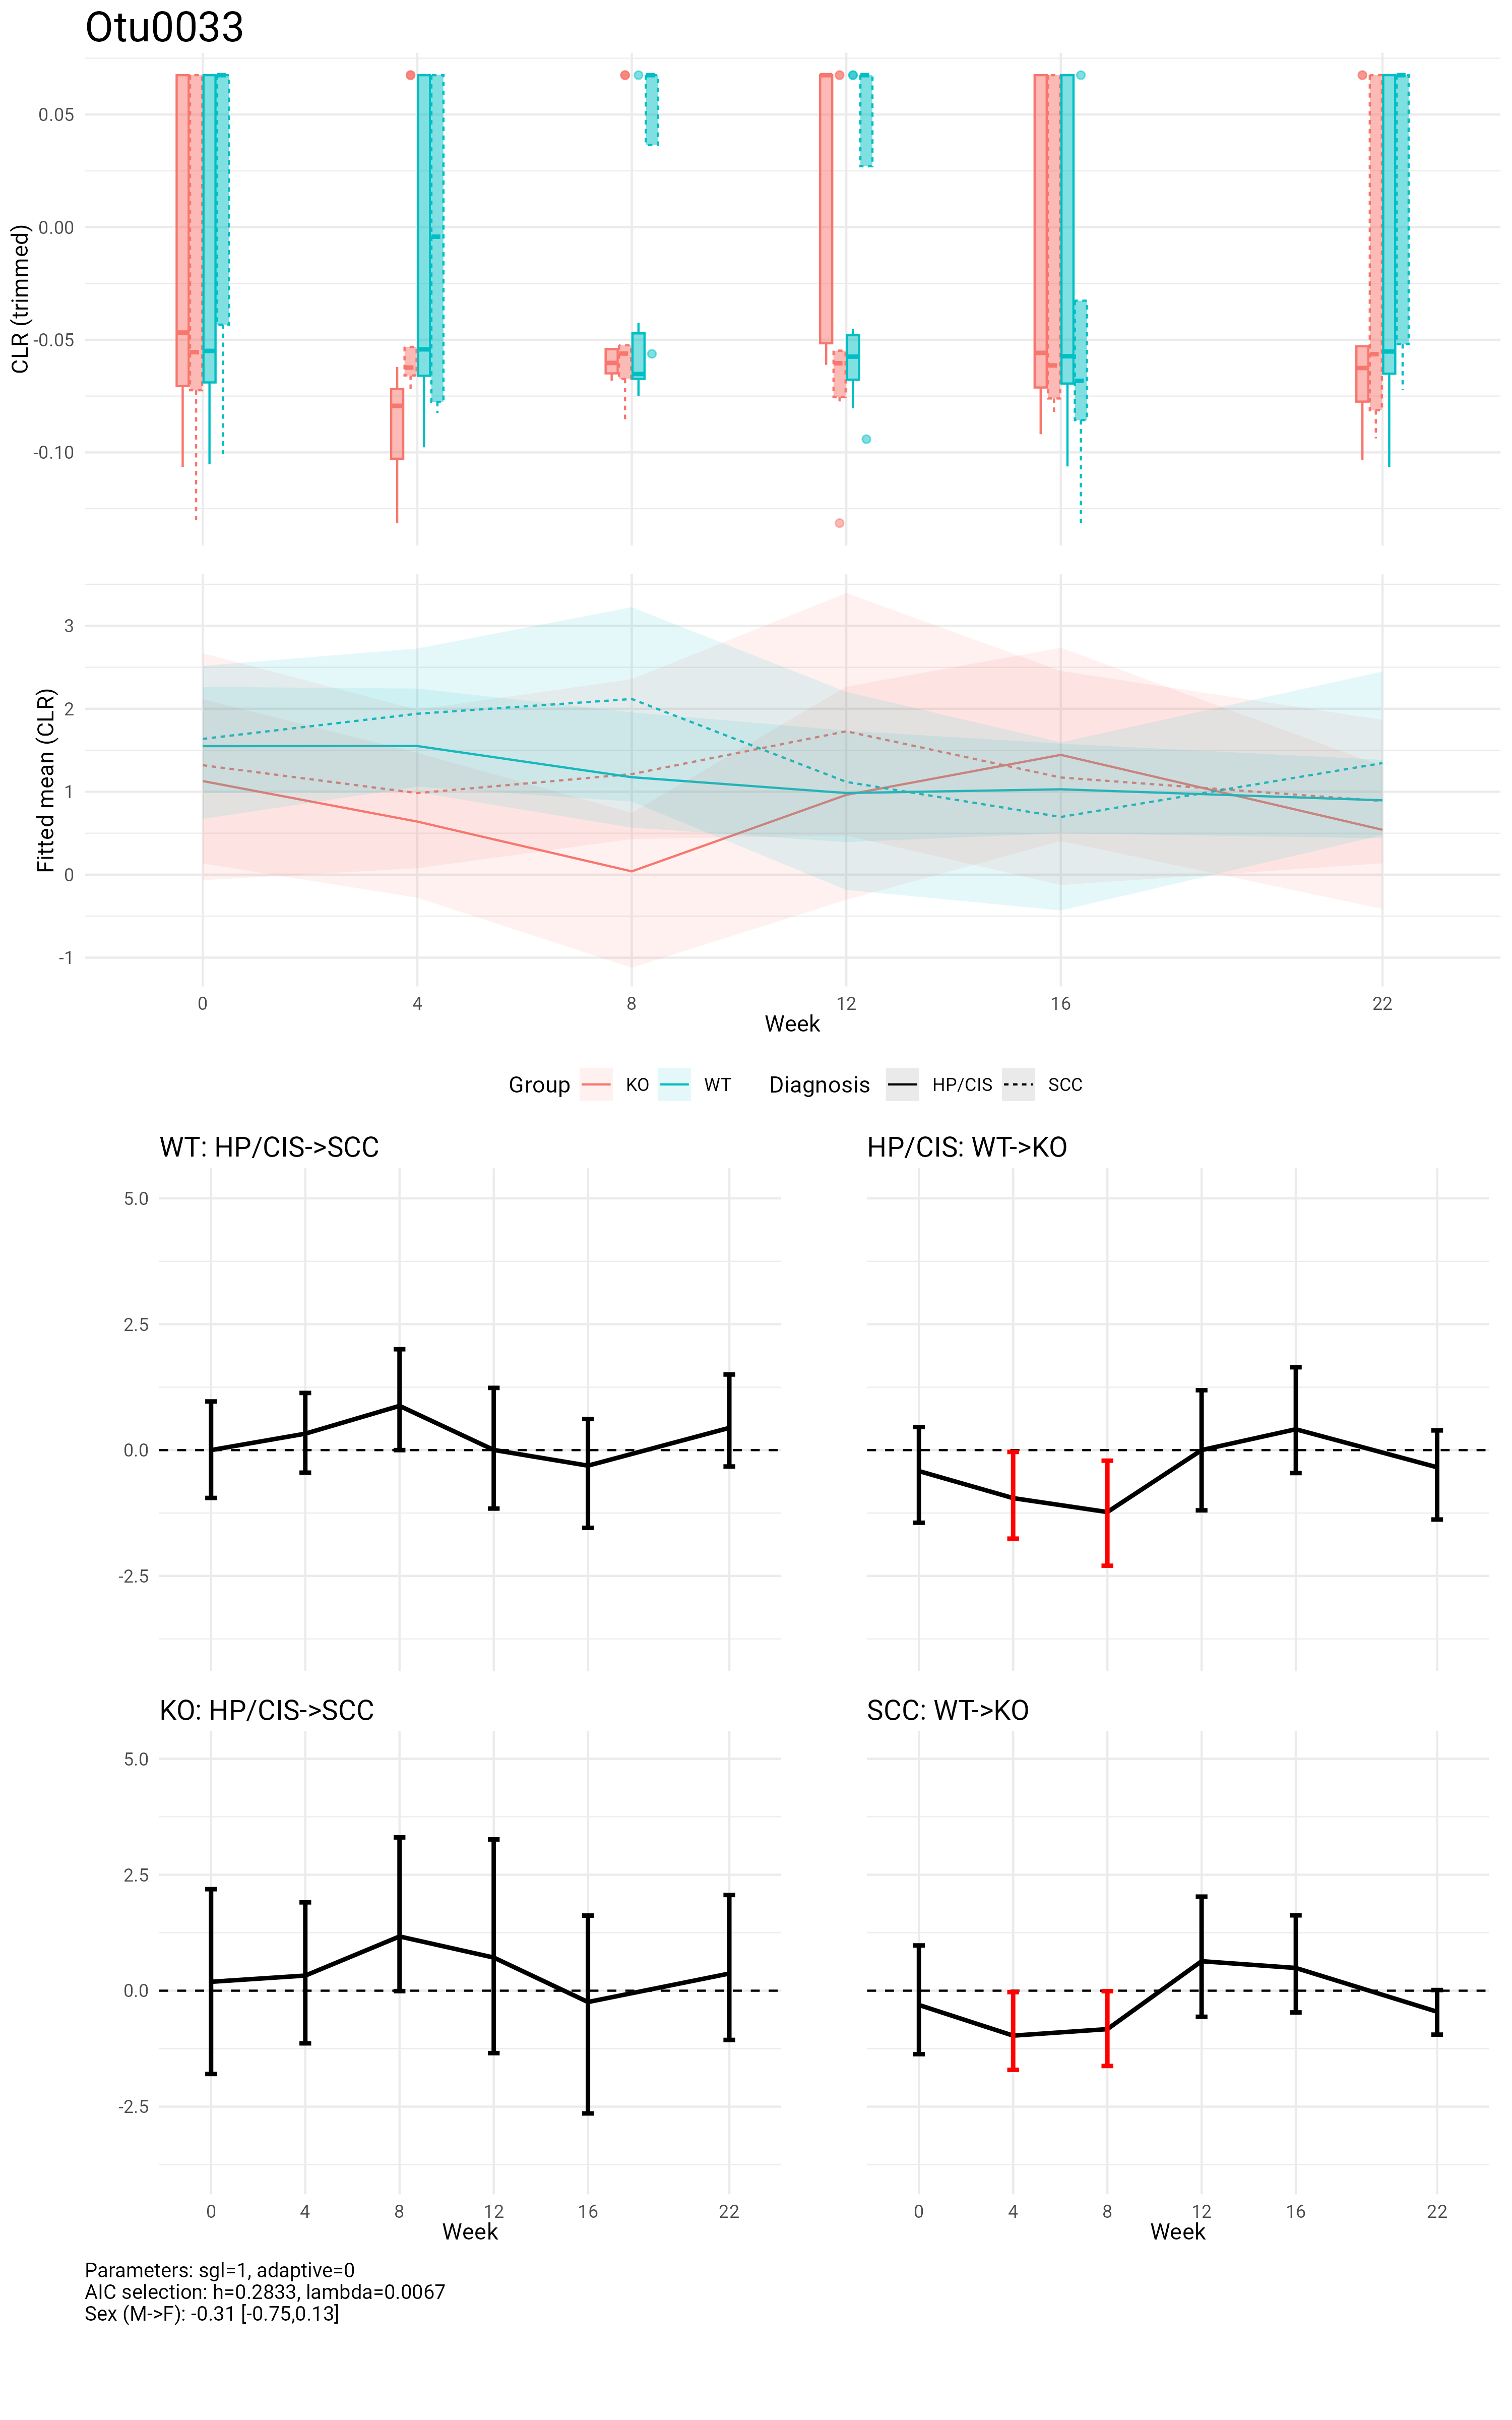 Otu0033
CLR (trimmed)
0.05
0.00
-0.05
-0.10
Fitted mean (CLR)
3
2
1
0
-1
0 4 8 12 16 22
Week
Group KO WT Diagnosis HP/CIS SCC
WT: HP/CIS->SCC
5.0
2.5
0.0
-2.5
HP/CIS: WT->KO
KO: HP/CIS->SCC
5.0
2.5
0.0
-2.5
0 4 8 12 16 22
Week
SCC: WT->KO
0 4 8 12 16 22
Week
Parameters: sgl=1, adaptive=0
AIC selection: h=0.2833, lambda=0.0067
Sex (M->F): -0.31 [-0.75,0.13]